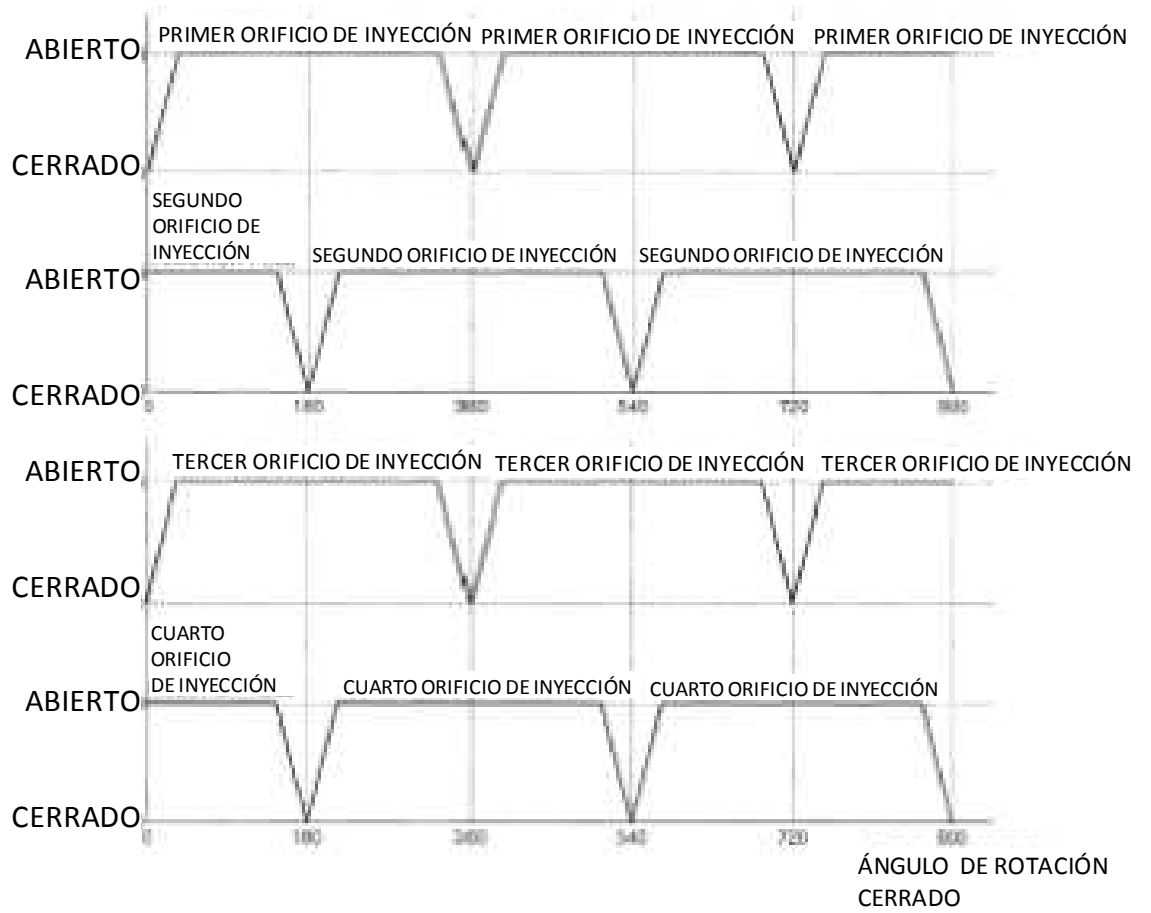 PRIMER ORIFICIO DE INYECCIÓN PRIMER ORIFICIO DE INYECCIÓN PRIMER ORIFICIO DE INYECCIÓN
ABIERTO
CERRADO
SEGUNDO
ORIFICIO DE
INYECCIÓN
SEGUNDO ORIFICIO DE INYECCIÓN SEGUNDO ORIFICIO DE INYECCIÓN
ABIERTO
CERRADO
0 180 360 540 720
ABIERTO
TERCER ORIFICIO DE INYECCIÓN TERCER ORIFICIO DE INYECCIÓN TERCER ORIFICIO DE INYECCIÓN
CERRADO
CUARTO
ORIFICIO
DE INYECCIÓN
CUARTO ORIFICIO DE INYECCIÓN CUARTO ORIFICIO DE INYECCIÓN
ABIERTO
CERRADO
0 180 360 540 720
ÁNGULO DE ROTACIÓN
CERRADO